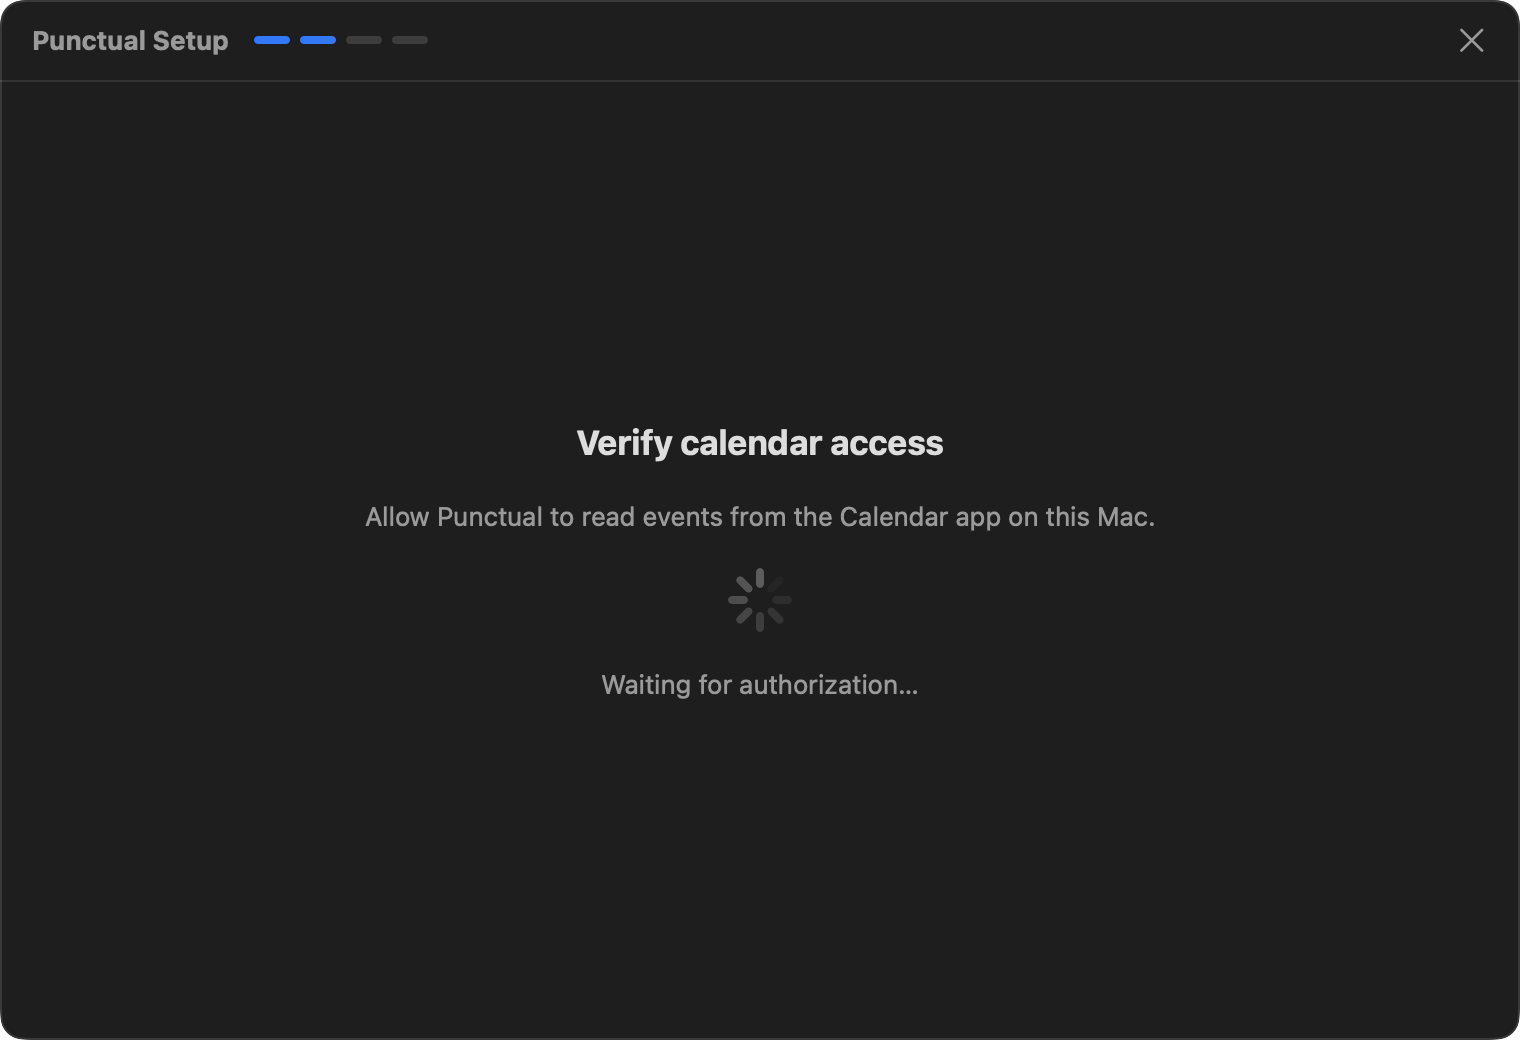 Punctual Setup
Verify calendar access
Allow Punctual to read events from the Calendar app on this Mac.
Waiting for authorization...